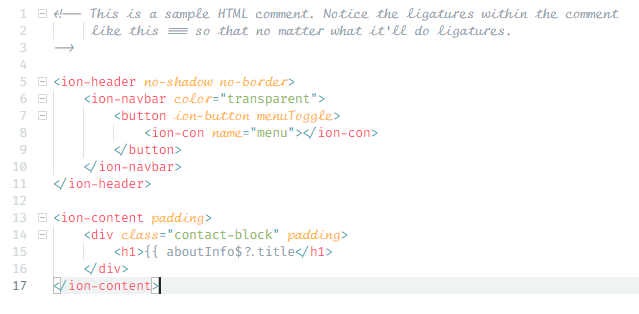 1 <!-- This is a sample HTML comment. Notice the ligatures within the comment
2 like this === so that no matter what it'll do ligatures.
3 -->
4
5 <ion-header no-shadow no-border>
6 <ion-navbar color="transparent">
7 <button ion-button menuToggle>
8 <ion-con name="menu"></ion-con>
9 </button>
10 </ion-navbar>
11 </ion-header>
12
13 <ion-content padding>
14 <div class="contact-block" padding>
15 <h1>{{ aboutInfo$?.title</h1>
16 </div>
17 </ion-content>